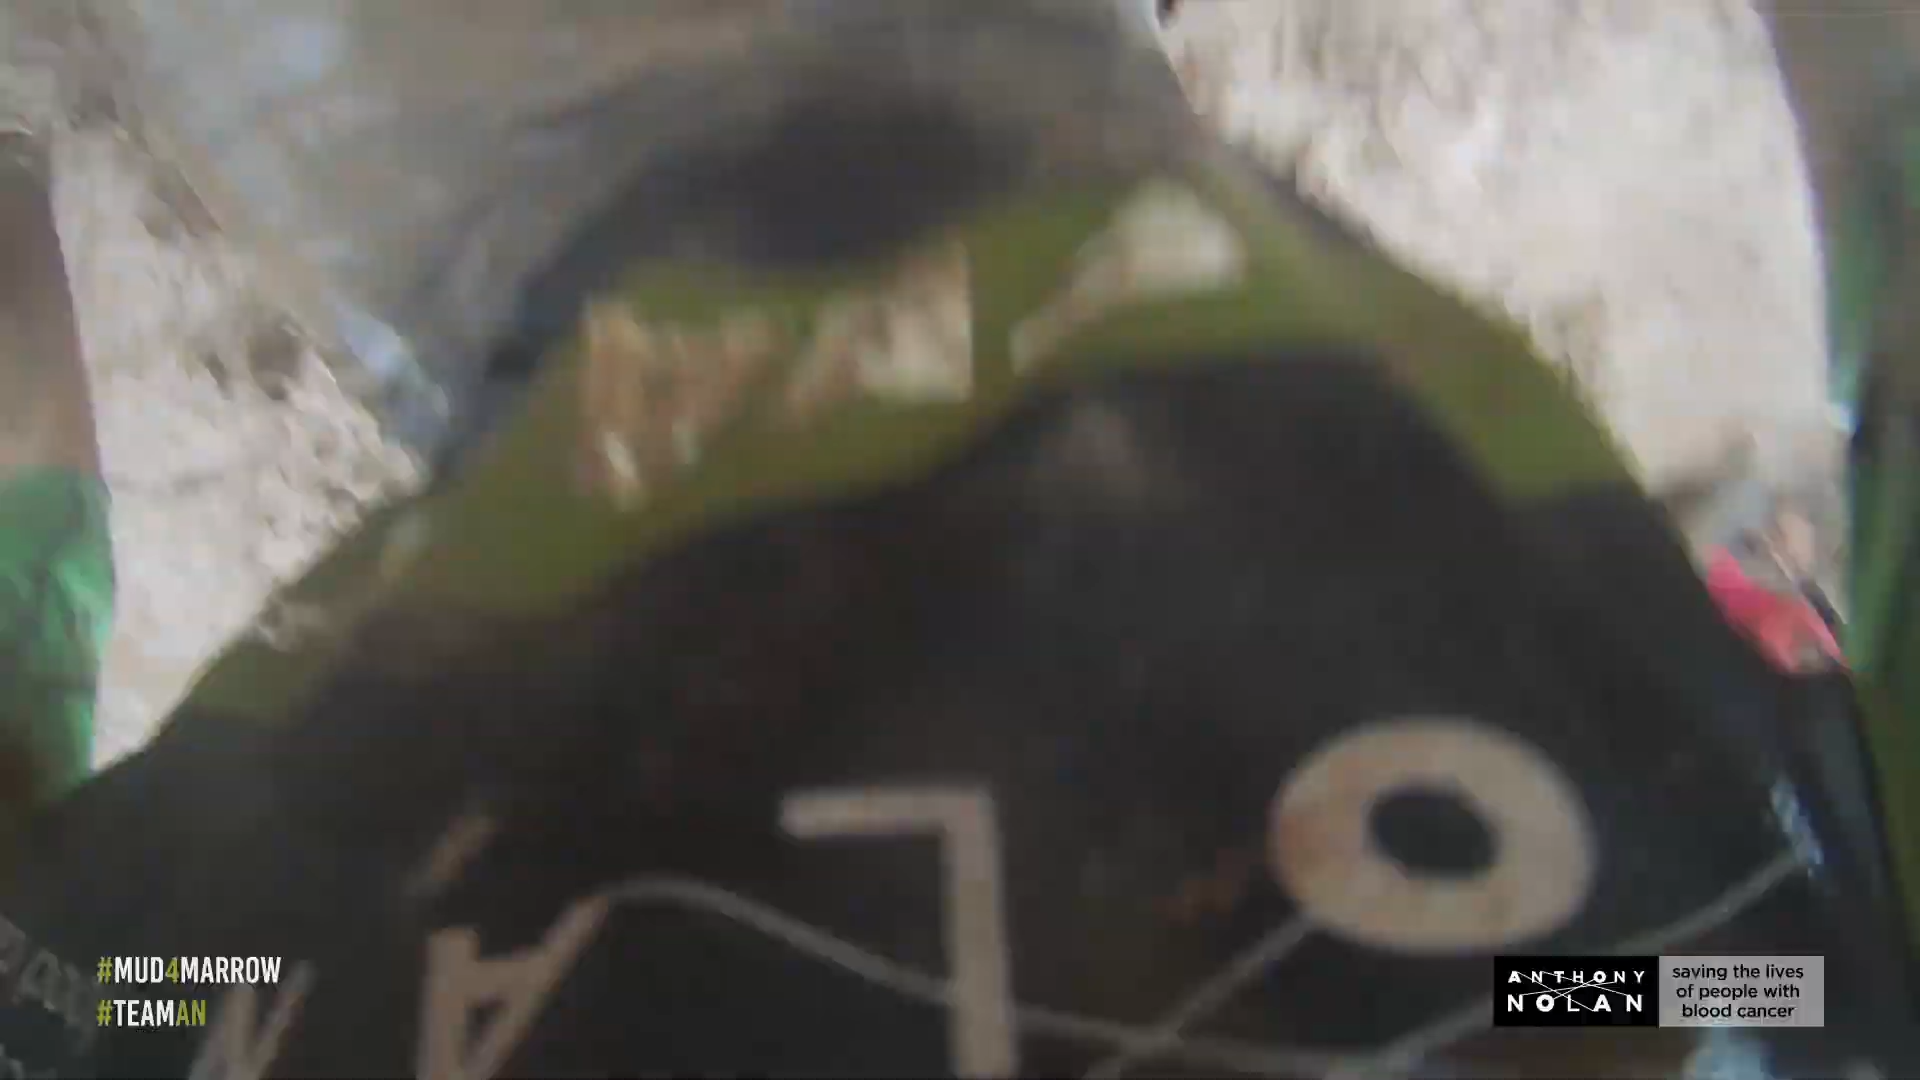 O
L
A
N
#MUD4MARROW
#TEAMAN
ANTHONY
NOLAN
saving the lives
of people with
blood cancer